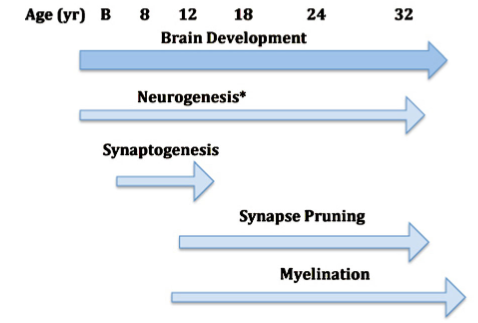 Age (yr) B 8 12 18 24 32
Brain Development
Neurogenesis*
Synaptogenesis
Synapse Pruning
Myelination